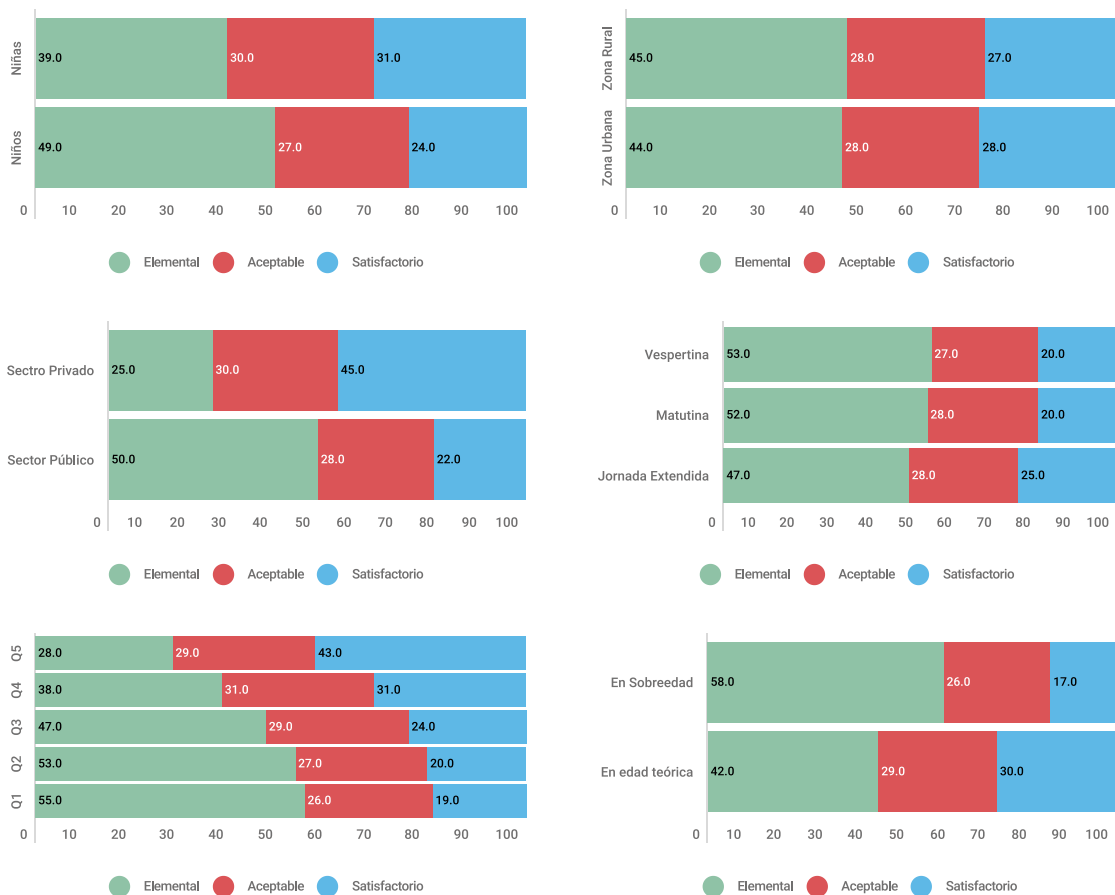 Niñas
39.0 30.0 31.0
Niños
49.0 27.0 24.0
0 10 20 30 40 50 60 70 80 90 100
Elemental Aceptable Satisfactorio
Zona Rural
45.0 28.0 27.0
Zona Urbana
44.0 28.0 28.0
0 10 20 30 40 50 60 70 80 90 100
Elemental Aceptable Satisfactorio
Sectro Privado 25.0 30.0 45.0
Sector Público 50.0 28.0 22.0
0 10 20 30 40 50 60 70 80 90 100
Elemental Aceptable Satisfactorio
Vespertina 53.0 27.0 20.0
Matutina 52.0 28.0 20.0
Jornada Extendida 47.0 28.0 25.0
0 10 20 30 40 50 60 70 80 90 100
Elemental Aceptable Satisfactorio
Q5 28.0 29.0 43.0
Q4 38.0 31.0 31.0
Q3 47.0 29.0 24.0
Q2 53.0 27.0 20.0
Q1 55.0 26.0 19.0
0 10 20 30 40 50 60 70 80 90 100
Elemental Aceptable Satisfactorio
En Sobreedad 58.0 26.0 17.0
En edad teórica 42.0 29.0 30.0
0 10 20 30 40 50 60 70 80 90 100
Elemental Aceptable Satisfactorio